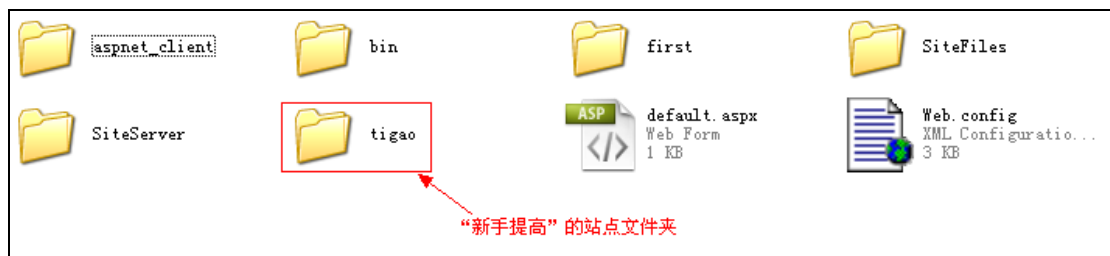 aspnet_client
bin
first
SiteFiles
SiteServer
tigao
ASP
default.aspx
Web Form
1 KB
Web.config
XML Configuratio...
3 KB
“新手提高”的站点文件夹